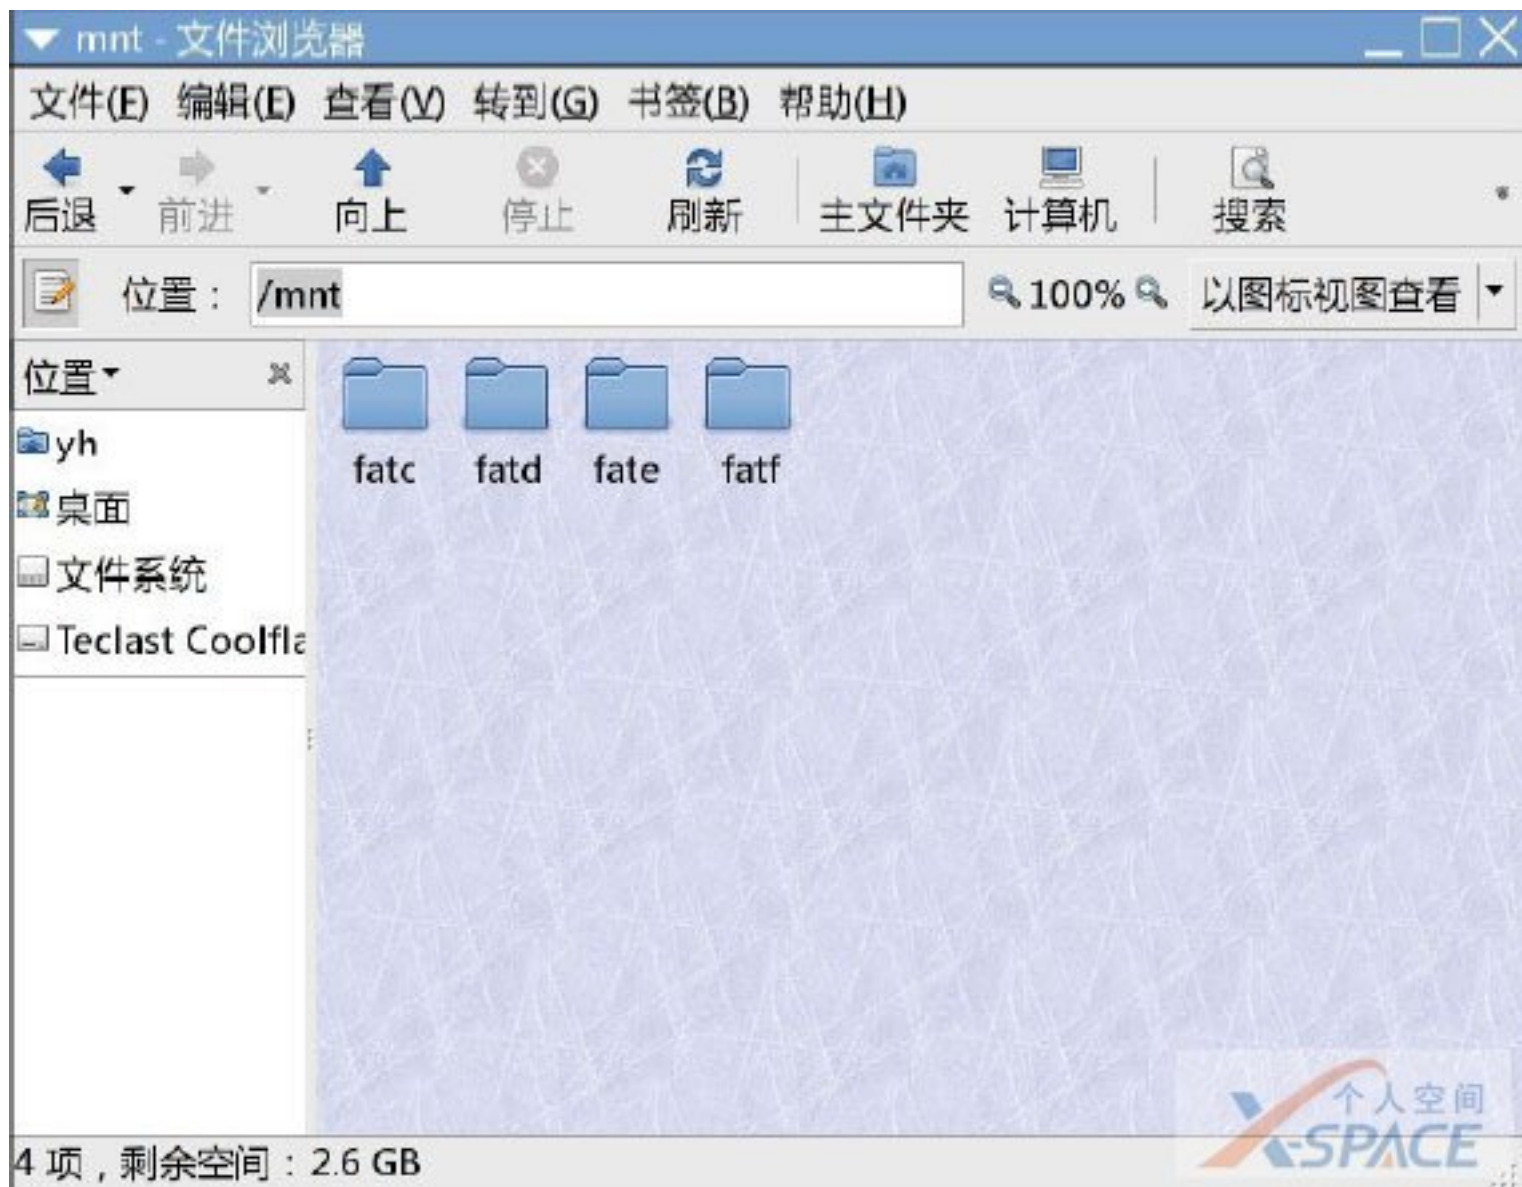 mnt - 文件浏览器
文件(F) 编辑(E) 查看(V) 转到(G) 书签(B) 帮助(H)
后退 前进 向上 停止 刷新 主文件夹 计算机 搜索
位置: /mnt 100% 以图标视图查看
位置
fatc fatd fate fatf
yh
桌面
文件系统
Teclast Coolfla
4 项,剩余空间:2.6 GB
个人空间
X-SPACE